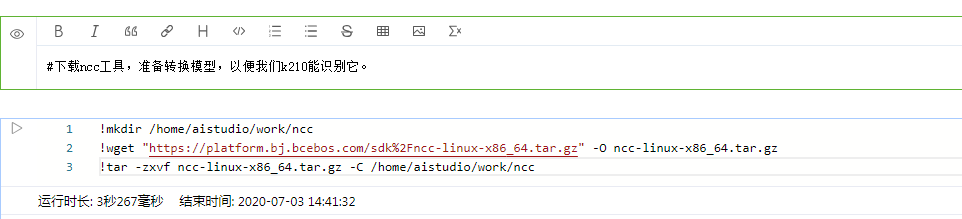 B I H
#下载ncc工具，准备转换模型，以便我们k210能识别它。
1 !mkdir /home/aistudio/work/ncc
2 !wget "https://platform.bj.bcebos.com/sdk%2Fncc-linux-x86_64.tar.gz" -O ncc-linux-x86_64.tar.gz
3 !tar -zxvf ncc-linux-x86_64.tar.gz -C /home/aistudio/work/ncc
运行时长: 3秒267毫秒 结束时间: 2020-07-03 14:41:32